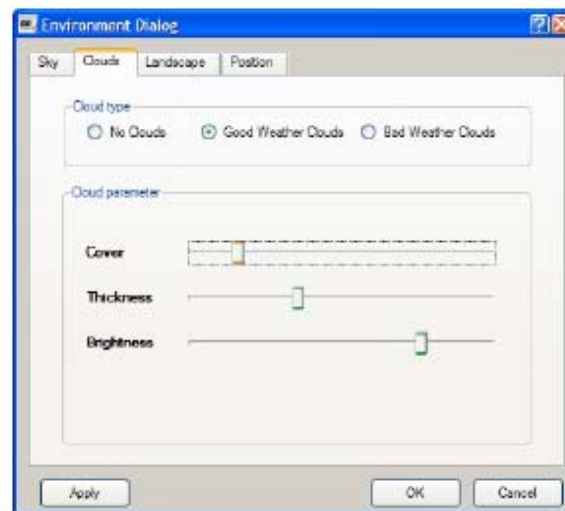 Environment Dialog
Sky Clouds Landscape Position
Cloud type
No Clouds Good Weather Clouds Bad Weather Clouds
Cloud parameter
Cover
Thickness
Brightness
Apply OK Cancel